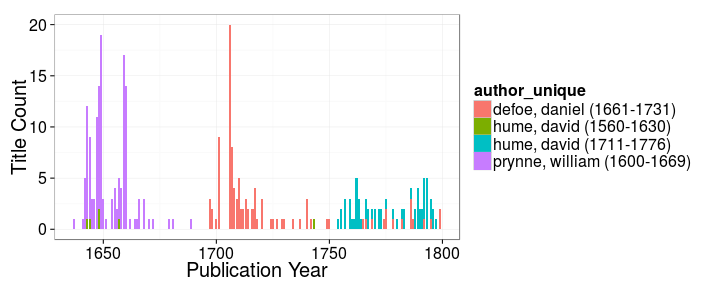 20
15
10
5
0
Title Count
1650
1700
1750
1800
Publication Year
author_unique
defoe, daniel (1661-1731)
hume, david (1560-1630)
hume, david (1711-1776)
prynne, william (1600-1669)